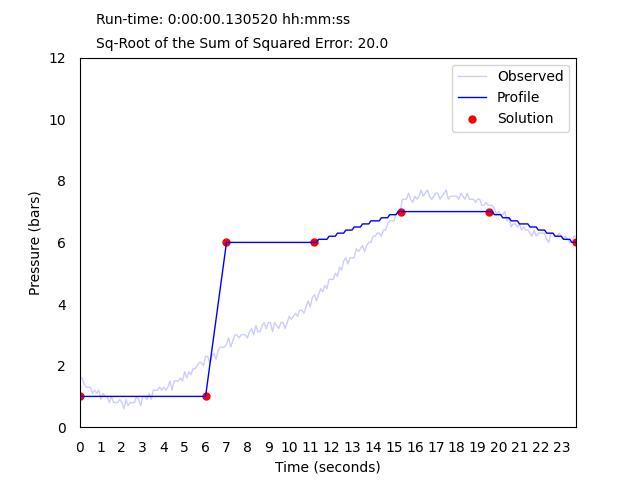 Run-time: 0:00:00.130520 hh:mm:ss
Sq-Root of the Sum of Squared Error: 20.0
12
10
8
6
4
2
0
Pressure (bars)
Observed
Profile
Solution
0 1 2 3 4 5 6 7 8 9 10 11 12 13 14 15 16 17 18 19 20 21 22 23
Time (seconds)